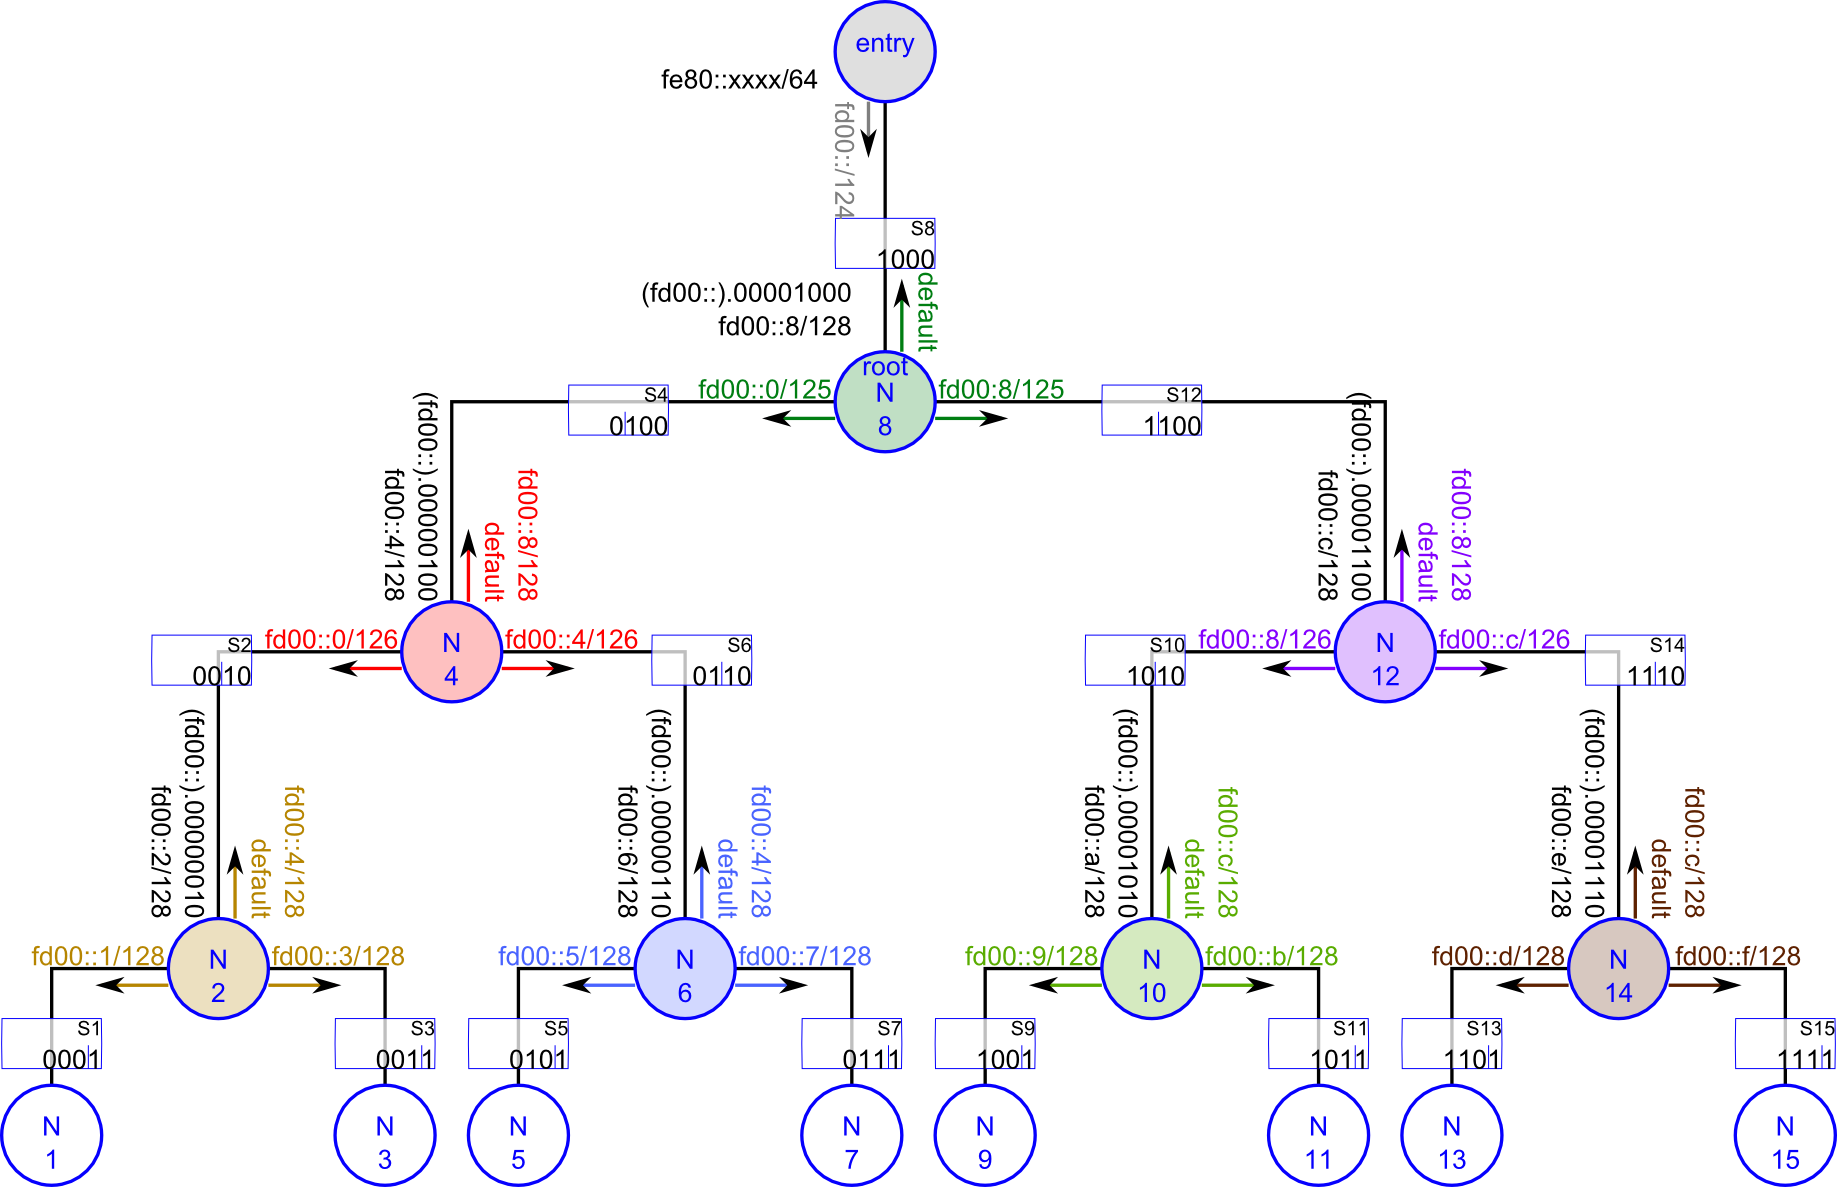 entry
fe80::xxxx/64
fd00::/124
S8
1000
(fd00::).00001000
fd00::8/128
default
root
N
8
fd00::0/125
fd00:8/125
S4
0100
S12
1100
(fd00::).00000100
fd00::4/128
fd00::8/128
default
(fd00::).00001100
fd00::c/128
fd00::8/128
default
N
4
fd00::0/126
fd00::4/126
S2
0010
S6
0110
N
12
fd00::8/126
fd00::c/126
S10
1010
S14
1110
(fd00::).00000010
fd00::2/128
fd00::4/128
default
(fd00::).00000110
fd00::6/128
fd00::4/128
default
(fd00::).00001010
fd00::a/128
fd00::c/128
default
(fd00::).00001110
fd00::e/128
fd00::c/128
default
fd00::1/128
N
2
fd00::3/128
fd00::5/128
N
6
fd00::7/128
fd00::9/128
N
10
fd00::b/128
fd00::d/128
N
14
fd00::f/128
S1
0001
S3
0011
S5
0101
S7
0111
S9
1001
S11
1011
S13
1101
S15
1111
N
1
N
3
N
5
N
7
N
9
N
11
N
13
N
15